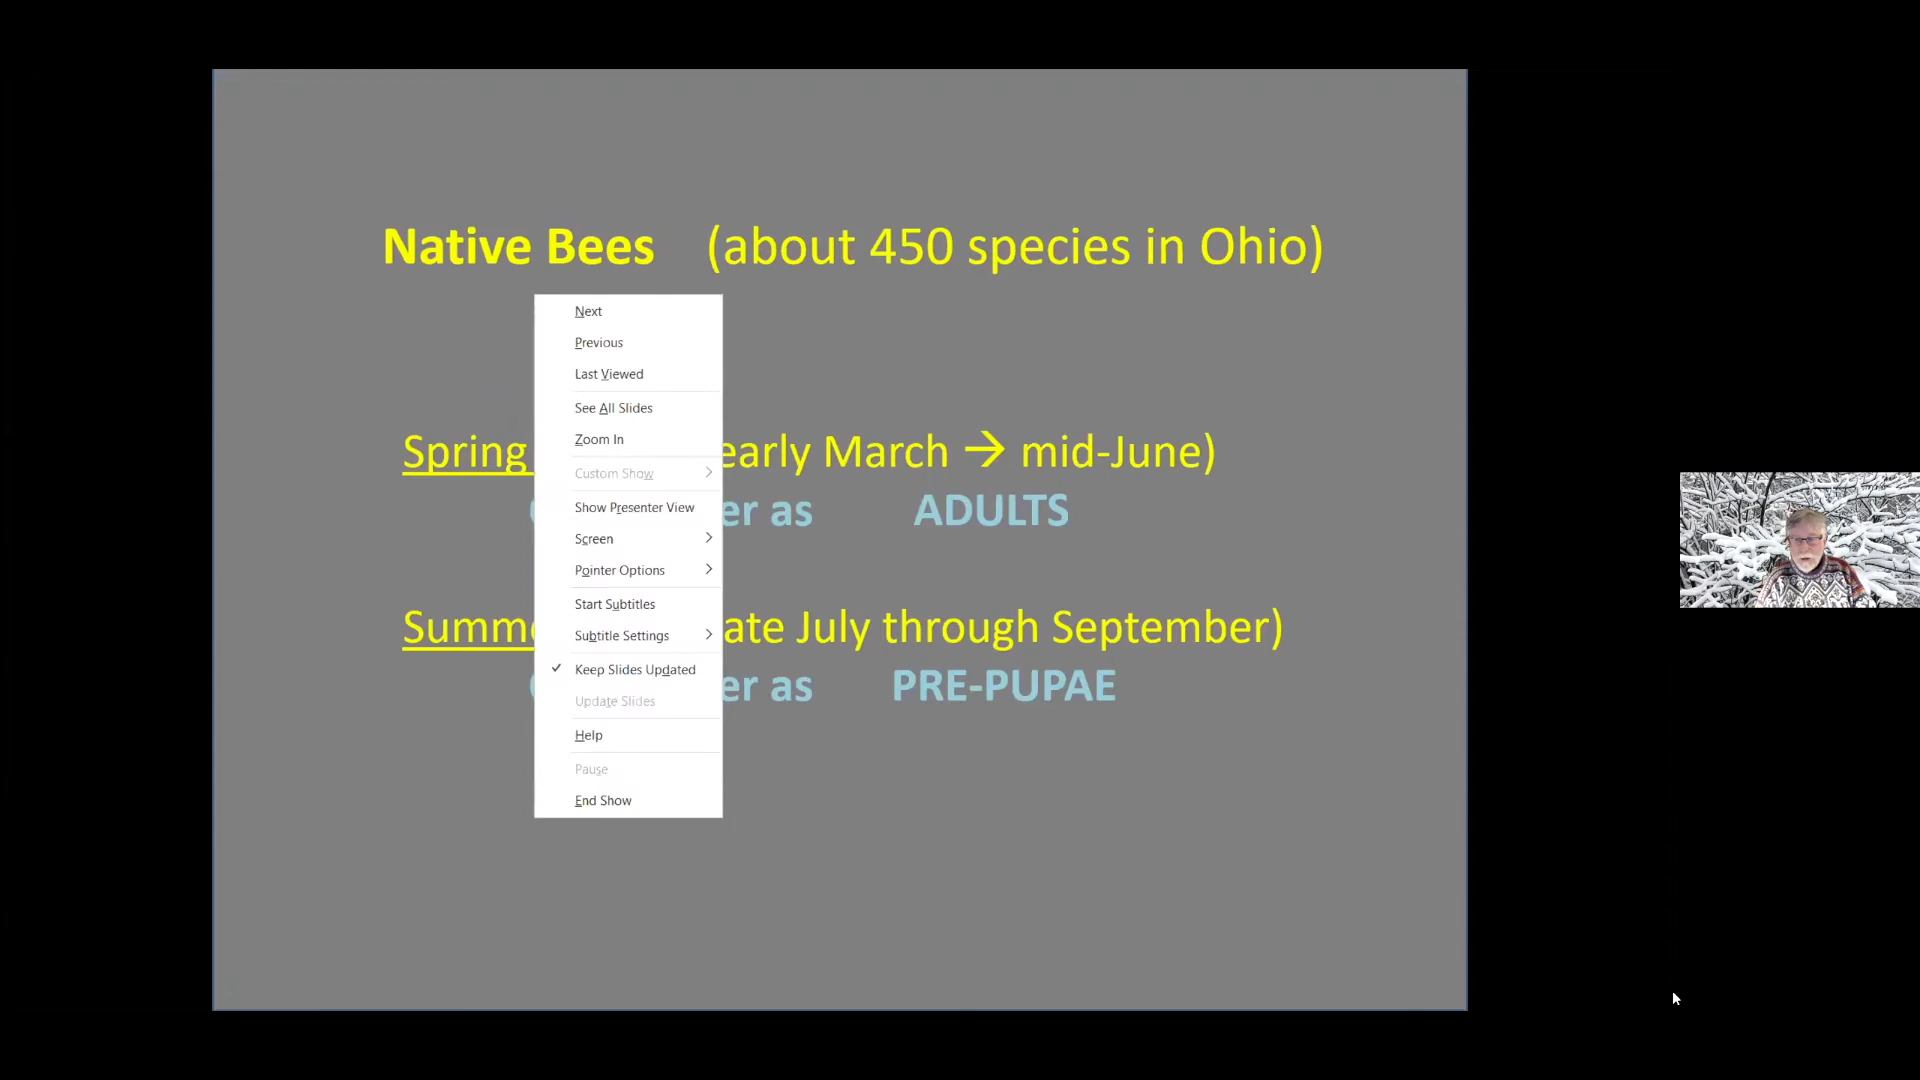 Native Bees (about 450 species in Ohio)
Next
Previous
Last Viewed
See All Slides
Zoom In
Custom Show
Show Presenter View
Screen
Pointer Options
Start Subtitles
Subtitle Settings
Keep Slides Updated
Update Slides
Help
Pause
End Show
Spring early March → mid-June)
er as ADULTS
Summe ate July through September)
er as PRE-PUPAE